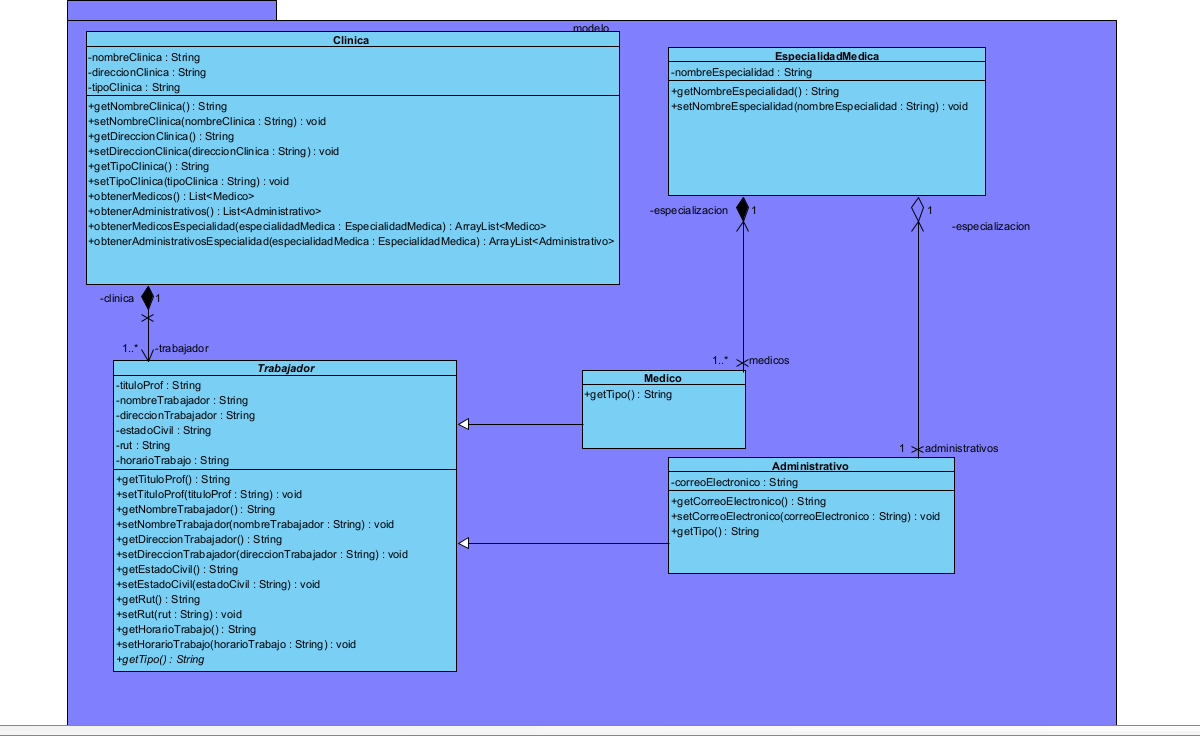 modelo
Clinica
-nombreClinica : String
-direccionClinica : String
-tipoClinica : String
+getNombreClinica() : String
+setNombreClinica(nombreClinica : String) : void
+getDireccionClinica() : String
+setDireccionClinica(direccionClinica : String) : void
+getTipoClinica() : String
+setTipoClinica(tipoClinica : String) : void
+obtenerMedicos() : List<Medico>
+obtenerAdministrativos() : List<Administrativo>
+obtenerMedicosEspecialidad(especialidadMedica : EspecialidadMedica) : ArrayList<Medico>
+obtenerAdministrativosEspecialidad(especialidadMedica : EspecialidadMedica) : ArrayList<Administrativo>
EspecialidadMedica
-nombreEspecialidad : String
+getNombreEspecialidad() : String
+setNombreEspecialidad(nombreEspecialidad : String) : void
-especializacion
1
1
-especializacion
-clinica
1
1..*
-trabajador
1..*
medicos
1
administrativos
Trabajador
-tituloProf : String
-nombreTrabajador : String
-direccionTrabajador : String
-estadoCivil : String
-rut : String
-horarioTrabajo : String
+getTituloProf() : String
+setTituloProf(tituloProf : String) : void
+getNombreTrabajador() : String
+setNombreTrabajador(nombreTrabajador : String) : void
+getDireccionTrabajador() : String
+setDireccionTrabajador(direccionTrabajador : String) : void
+getEstadoCivil() : String
+setEstadoCivil(estadoCivil : String) : void
+getRut() : String
+setRut(rut : String) : void
+getHorarioTrabajo() : String
+setHorarioTrabajo(horarioTrabajo : String) : void
+getTipo() : String
Medico
+getTipo() : String
Administrativo
-correoElectronico : String
+getCorreoElectronico() : String
+setCorreoElectronico(correoElectronico : String) : void
+getTipo() : String